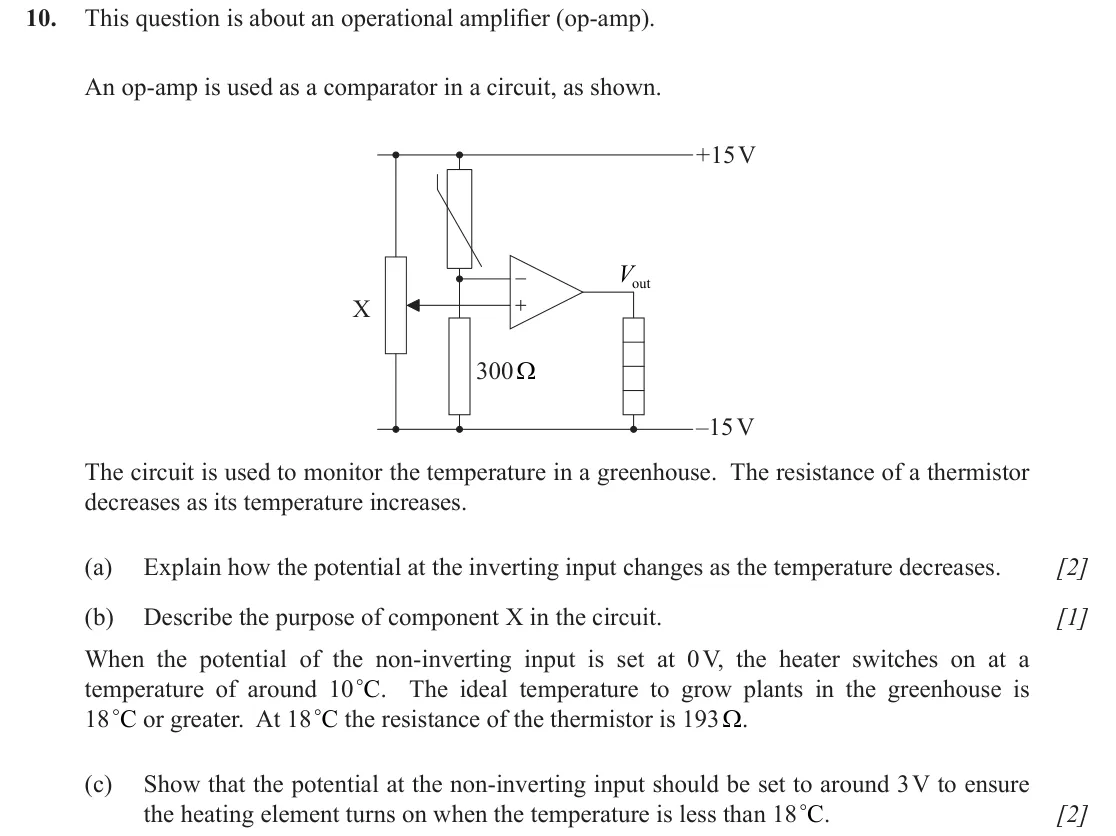 10. This question is about an operational amplifier (op-amp).
An op-amp is used as a comparator in a circuit, as shown.
+15 V
X
−
+
V out
300 Ω
–15 V
The circuit is used to monitor the temperature in a greenhouse. The resistance of a thermistor
decreases as its temperature increases.
(a) Explain how the potential at the inverting input changes as the temperature decreases. [2]
(b) Describe the purpose of component X in the circuit. [1]
When the potential of the non-inverting input is set at 0 V, the heater switches on at a
temperature of around 10 °C. The ideal temperature to grow plants in the greenhouse is
18 °C or greater. At 18 °C the resistance of the thermistor is 193 Ω.
(c) Show that the potential at the non-inverting input should be set to around 3 V to ensure
the heating element turns on when the temperature is less than 18 °C. [2]